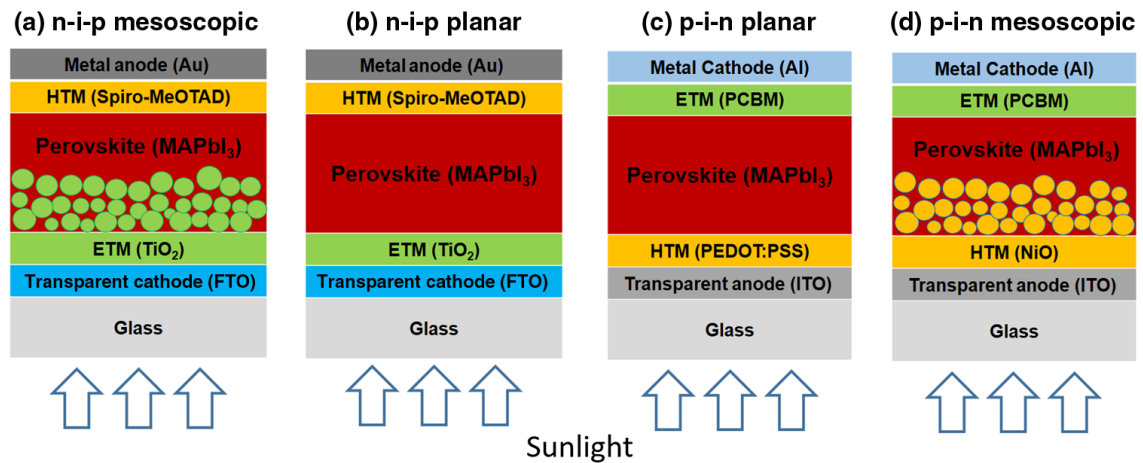 (a) n-i-p mesoscopic
Metal anode (Au)
HTM (Spiro-MeOTAD)
Perovskite (MAPbI₃)
ETM (TiO₂)
Transparent cathode (FTO)
Glass
(b) n-i-p planar
Metal anode (Au)
HTM (Spiro-MeOTAD)
Perovskite (MAPbI₃)
ETM (TiO₂)
Transparent cathode (FTO)
Glass
(c) p-i-n planar
Metal Cathode (Al)
ETM (PCBM)
Perovskite (MAPbI₃)
HTM (PEDOT:PSS)
Transparent anode (ITO)
Glass
(d) p-i-n mesoscopic
Metal Cathode (Al)
ETM (PCBM)
Perovskite (MAPbI₃)
HTM (NiO)
Transparent anode (ITO)
Glass
Sunlight